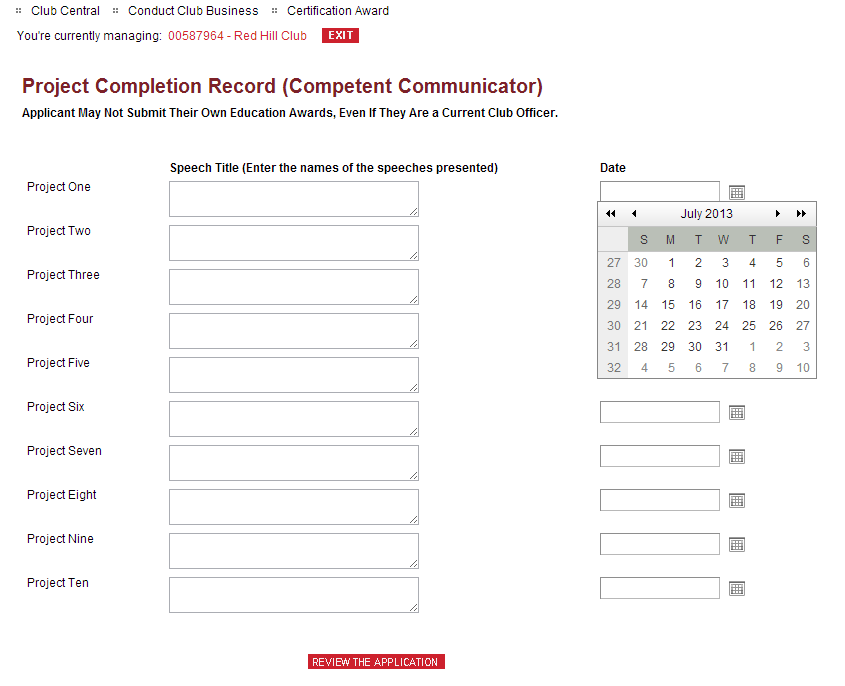 Club Central Conduct Club Business Certification Award
You're currently managing: 00587964 - Red Hill Club EXIT
Project Completion Record (Competent Communicator)
Applicant May Not Submit Their Own Education Awards, Even If They Are a Current Club Officer.
Speech Title (Enter the names of the speeches presented) Date
Project One
July 2013
Project Two
S M T W T F S
27 30 1 2 3 4 5 6
Project Three
28 7 8 9 10 11 12 13
29 14 15 16 17 18 19 20
Project Four
30 21 22 23 24 25 26 27
31 28 29 30 31 1 2 3
Project Five
32 4 5 6 7 8 9 10
Project Six
Project Seven
Project Eight
Project Nine
Project Ten
REVIEW THE APPLICATION